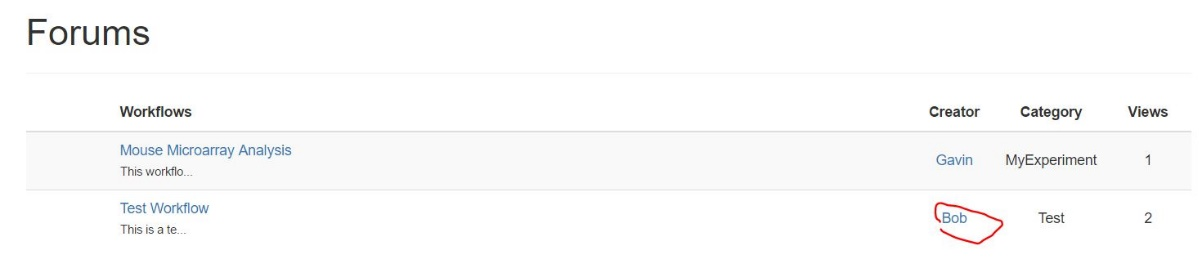 Forums
Workflows Creator Category Views
Mouse Microarray Analysis
This workflo...
Gavin MyExperiment 1
Test Workflow
This is a te...
Bob Test 2